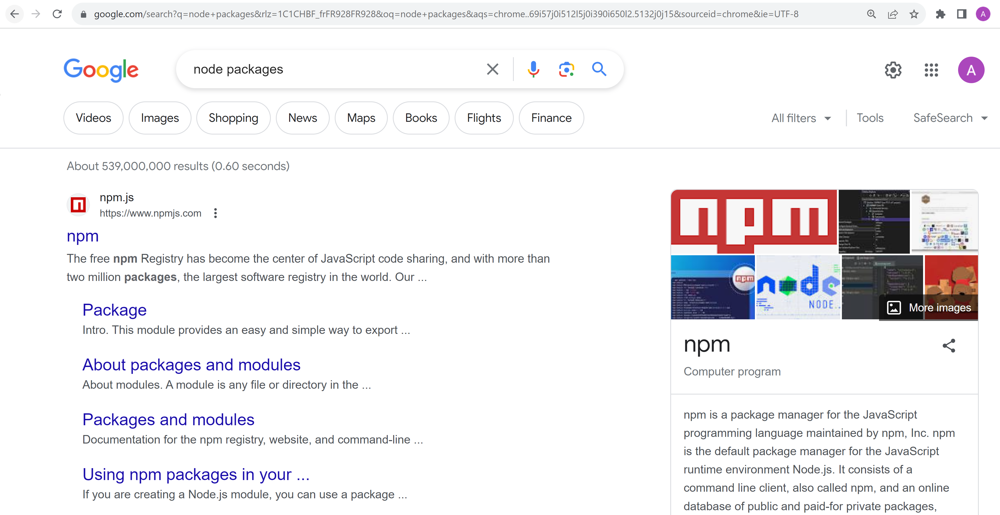 google.com/search?q=node+packages&rlz=1C1CHBF_frFR928FR928&oq=node+packages&aqs=chrome..69i57j0i512l5j0i390i650l2.5132j0j15&sourceid=chrome&ie=UTF-8
A
Google
node packages
A
Videos
Images
Shopping
News
Maps
Books
Flights
Finance
All filters
Tools
SafeSearch
About 539,000,000 results (0.60 seconds)
npm.js
https://www.npmjs.com
npm
The free npm Registry has become the center of JavaScript code sharing, and with more than
two million packages, the largest software registry in the world. Our ...
Package
Intro. This module provides an easy and simple way to export ...
About packages and modules
About modules. A module is any file or directory in the ...
Packages and modules
Documentation for the npm registry, website, and command-line ...
Using npm packages in your ...
If you are creating a Node.js module, you can use a package ...
npm
npm
node
NODE..
More images
npm
Computer program
npm is a package manager for the JavaScript
programming language maintained by npm, Inc. npm
is the default package manager for the JavaScript
runtime environment Node.js. It consists of a
command line client, also called npm, and an online
database of public and paid-for private packages,